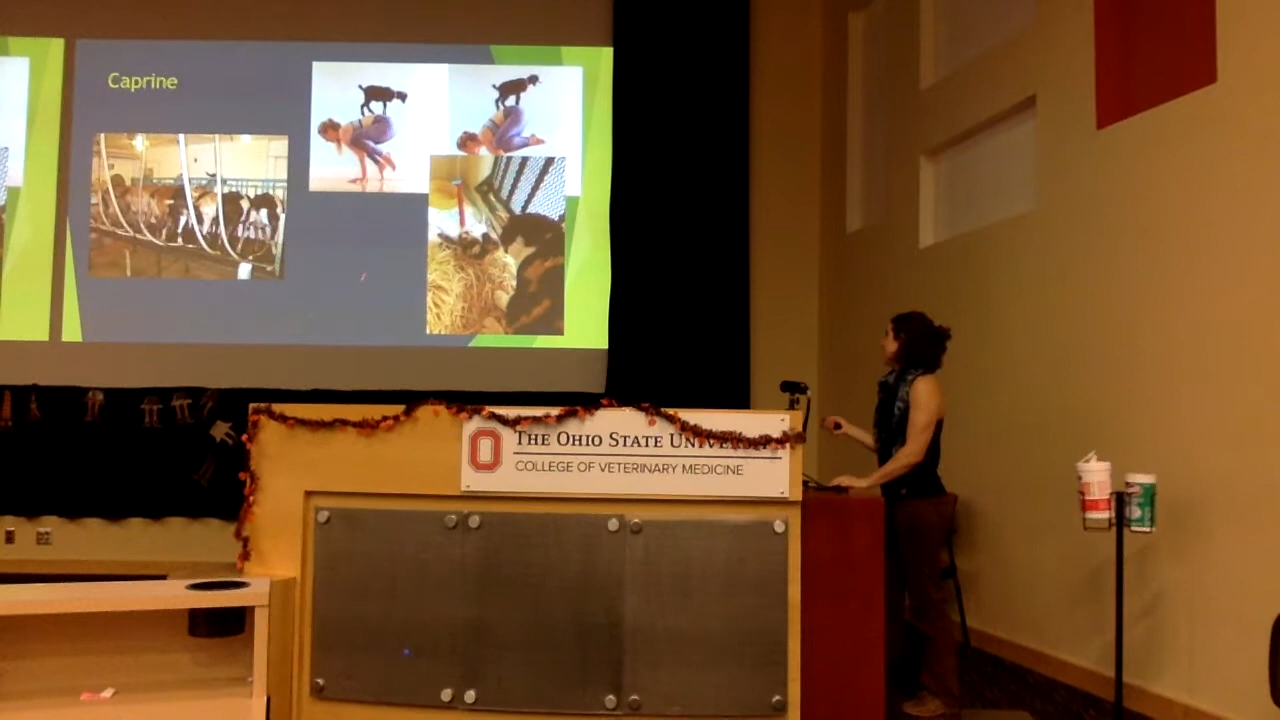 Caprine
THE OHIO STATE UNIVERSITY
COLLEGE OF VETERINARY MEDICINE